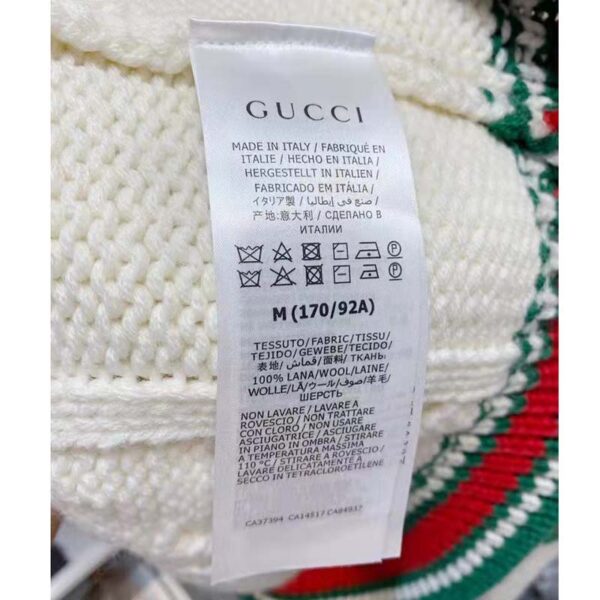 GUCCI
MADE IN ITALY / FABRIQUÉ EN
ITALIE / HECHO EN ITALIA /
HERGESTELLT IN ITALIEN /
FABRICADO EM ITÁLIA /
イタリア製 / صنع في إيطاليا /
产地:意大利 / СДЕЛАНО В
ИТАЛИИ
M (170/92A)
TESSUTO/FABRIC/TISSU/
TEJIDO/GEWEBE/TECIDO/
表地/قماش/面料/ТКАНЬ:
100% LANA/WOOL/LAINE/
WOLLE/LÃ/ウール/صوف/羊毛/
ШЕРСТЬ
NON LAVARE / LAVARE A
ROVESCIO / NON TRATTARE
CON CLORO / NON USARE
ASCIUGATRICE / ASCIUGARE
IN PIANO IN OMBRA / STIRARE
A TEMPERATURA MASSIMA
110 °C / STIRARE A ROVESCIO /
LAVARE DELICATAMENTE A
SECCO IN TETRACLOROETILENE
CA37394 CA14517 CA04937